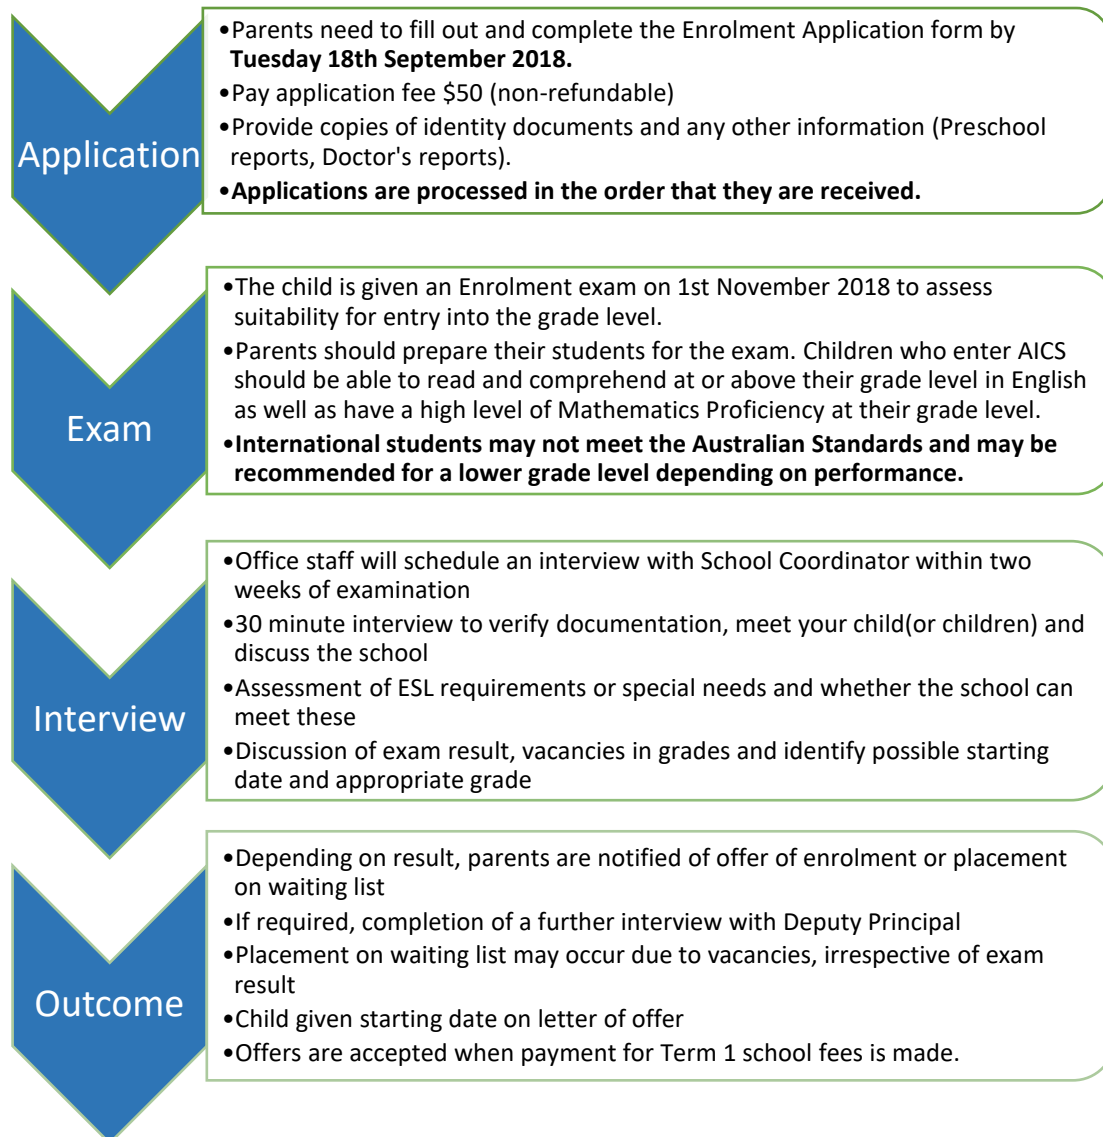 Application
•Parents need to fill out and complete the Enrolment Application form by
Tuesday 18th September 2018.
•Pay application fee $50 (non-refundable)
•Provide copies of identity documents and any other information (Preschool
reports, Doctor's reports).
•Applications are processed in the order that they are received.
Exam
•The child is given an Enrolment exam on 1st November 2018 to assess
suitability for entry into the grade level.
•Parents should prepare their students for the exam. Children who enter AICS
should be able to read and comprehend at or above their grade level in English
as well as have a high level of Mathematics Proficiency at their grade level.
•International students may not meet the Australian Standards and may be
recommended for a lower grade level depending on performance.
Interview
•Office staff will schedule an interview with School Coordinator within two
weeks of examination
•30 minute interview to verify documentation, meet your child(or children) and
discuss the school
•Assessment of ESL requirements or special needs and whether the school can
meet these
•Discussion of exam result, vacancies in grades and identify possible starting
date and appropriate grade
Outcome
•Depending on result, parents are notified of offer of enrolment or placement
on waiting list
•If required, completion of a further interview with Deputy Principal
•Placement on waiting list may occur due to vacancies, irrespective of exam
result
•Child given starting date on letter of offer
•Offers are accepted when payment for Term 1 school fees is made.